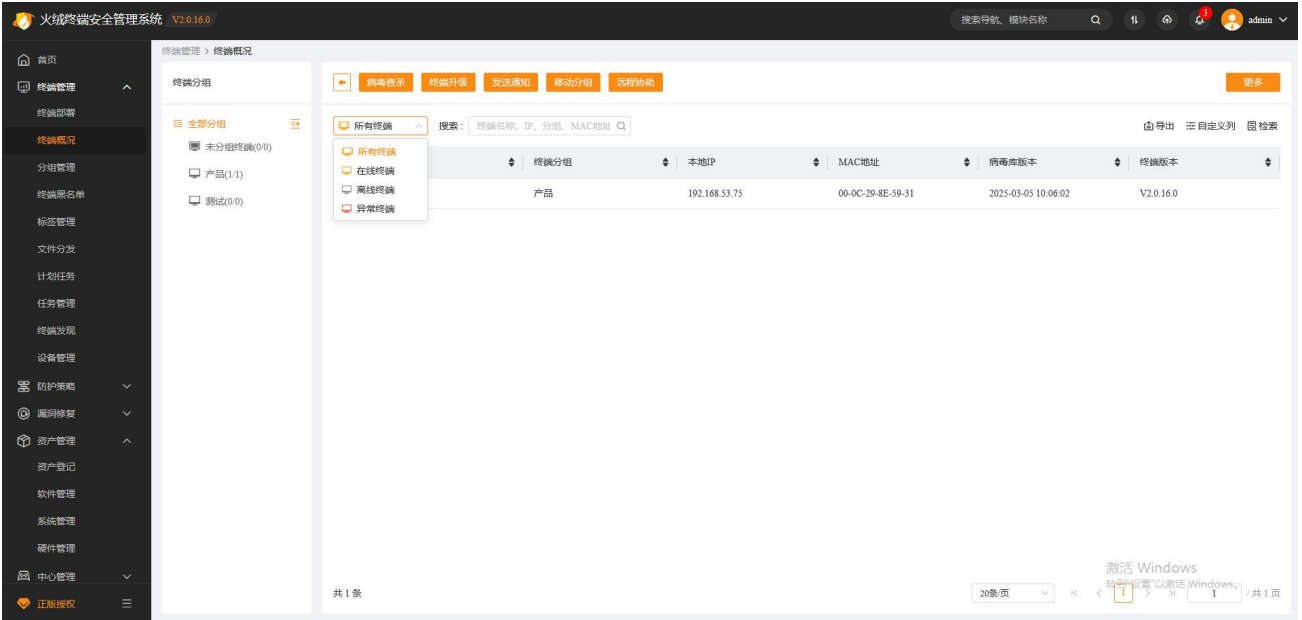 火绒终端安全管理系统 V2.0.16.0
搜索导航、模块名称
3
admin
首页
终端管理
终端部署
终端概况
分组管理
终端黑名单
标签管理
文件分发
计划任务
任务管理
终端发现
设备管理
防护策略
漏洞修复
资产管理
资产登记
软件管理
系统管理
硬件管理
中心管理
正版授权
终端管理 > 终端概况
终端分组
全部分组
未分组终端(0/0)
产品(1/1)
测试(0/0)
病毒查杀 终端升级 发送通知 移动分组 远程协助 更多
所有终端 搜索： 终端名称、IP、分组、MAC地址 导出 自定义列 检索
所有终端
在线终端
离线终端
异常终端
终端分组 本地IP MAC地址 病毒库版本 终端版本
产品 192.168.53.75 00-0C-29-8E-59-31 2025-03-05 10:06:02 V2.0.16.0
激活 Windows
转到"设置"以激活 Windows。
共 1 条 20条/页 1 1 / 共 1 页